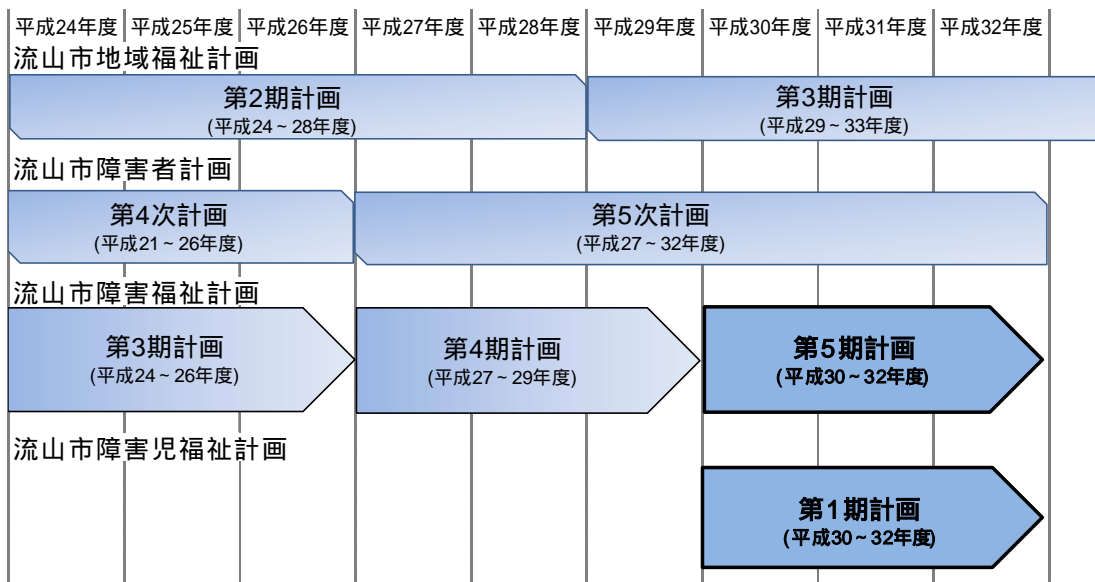 平成24年度 平成25年度 平成26年度 平成27年度 平成28年度 平成29年度 平成30年度 平成31年度 平成32年度
流山市地域福祉計画
第2期計画
(平成24～28年度)
第3期計画
(平成29～33年度)
流山市障害者計画
第4次計画
(平成21～26年度)
第5次計画
(平成27～32年度)
流山市障害福祉計画
第3期計画
(平成24～26年度)
第4期計画
(平成27～29年度)
第5期計画
(平成30～32年度)
流山市障害児福祉計画
第1期計画
(平成30～32年度)